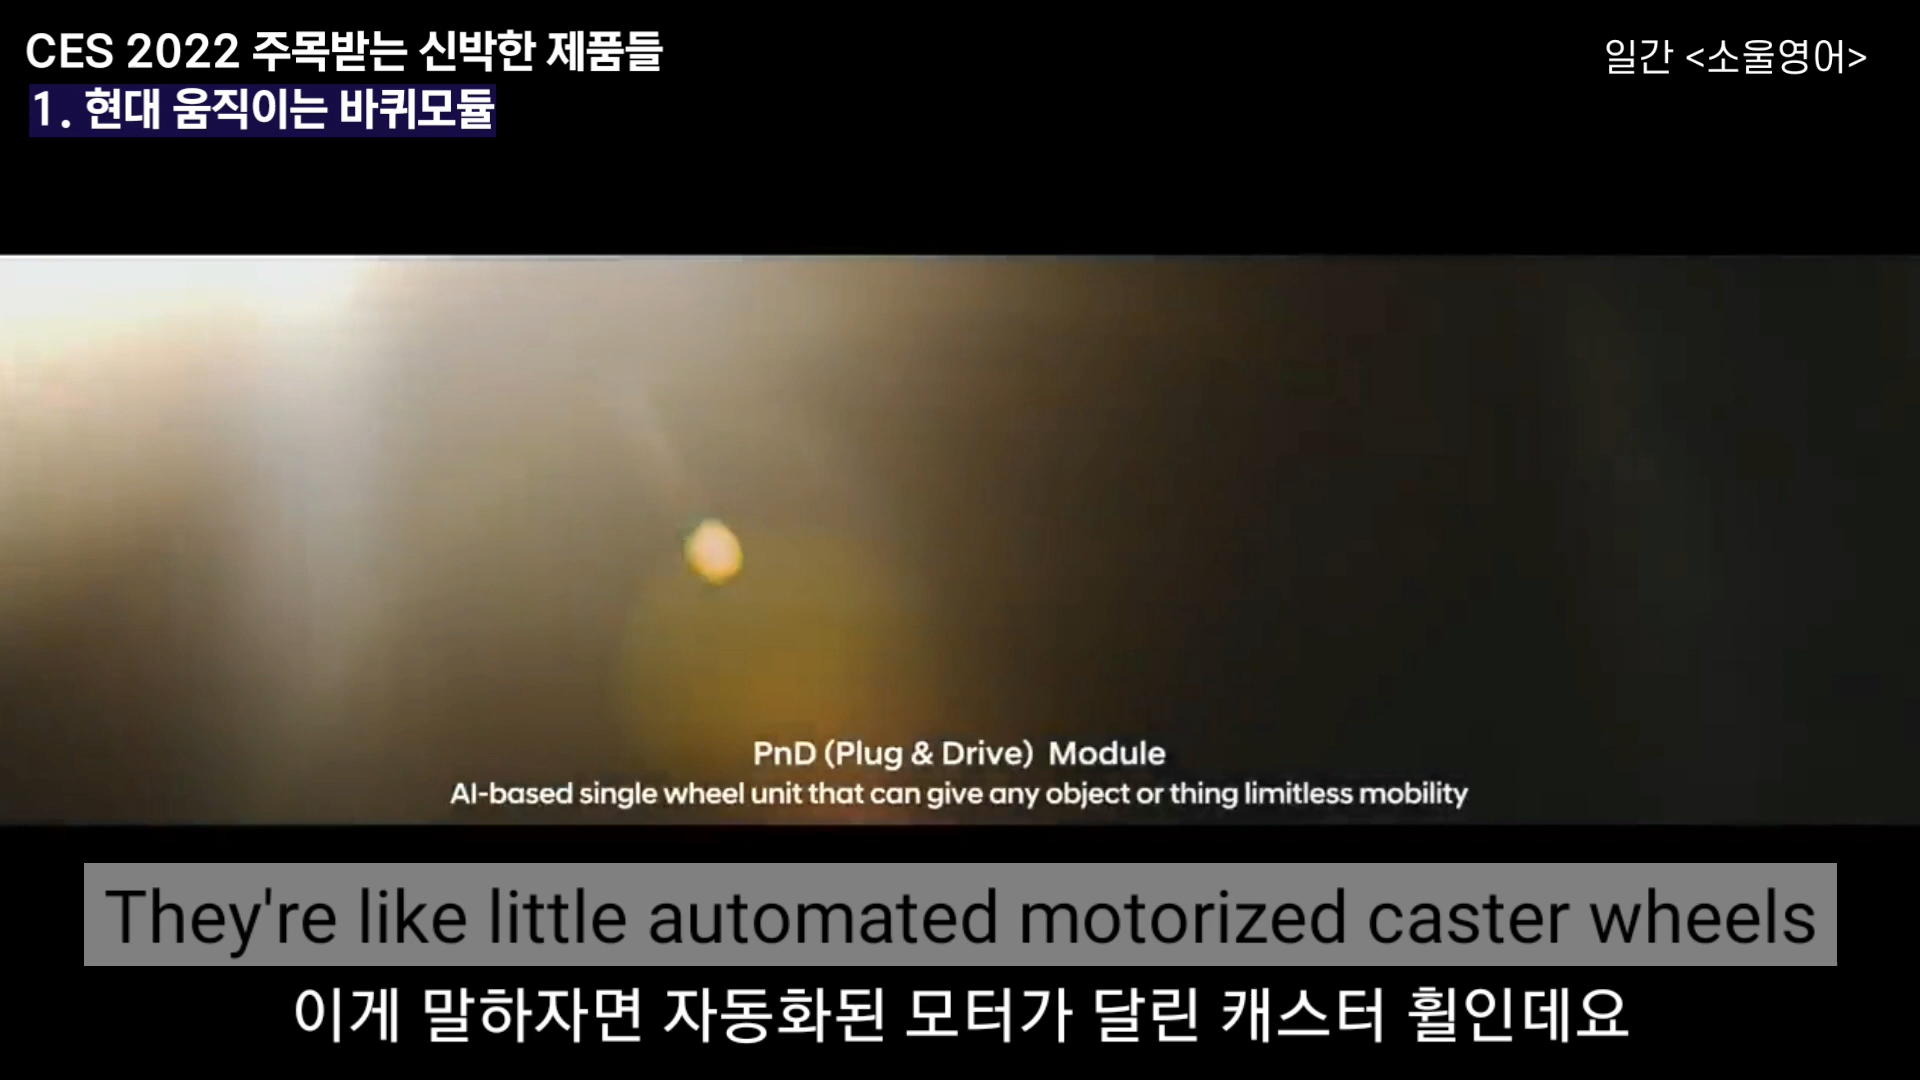 CES 2022 주목받는 신박한 제품들
1. 현대 움직이는 바퀴모듈
일간 <소울영어>
PnD (Plug & Drive) Module
AI-based single wheel unit that can give any object or thing limitless mobility
They're like little automated motorized caster wheels
이게 말하자면 자동화된 모터가 달린 캐스터 휠인데요